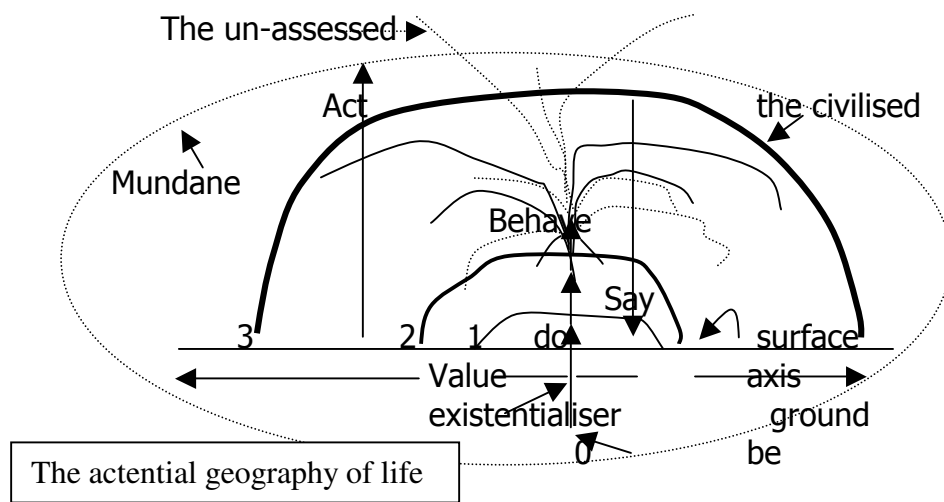 The un-assessed
Act
the civilised
Mundane
Behave
Say
3 2 1 do surface
Value axis
existentialiser ground
0 be
The actential geography of life